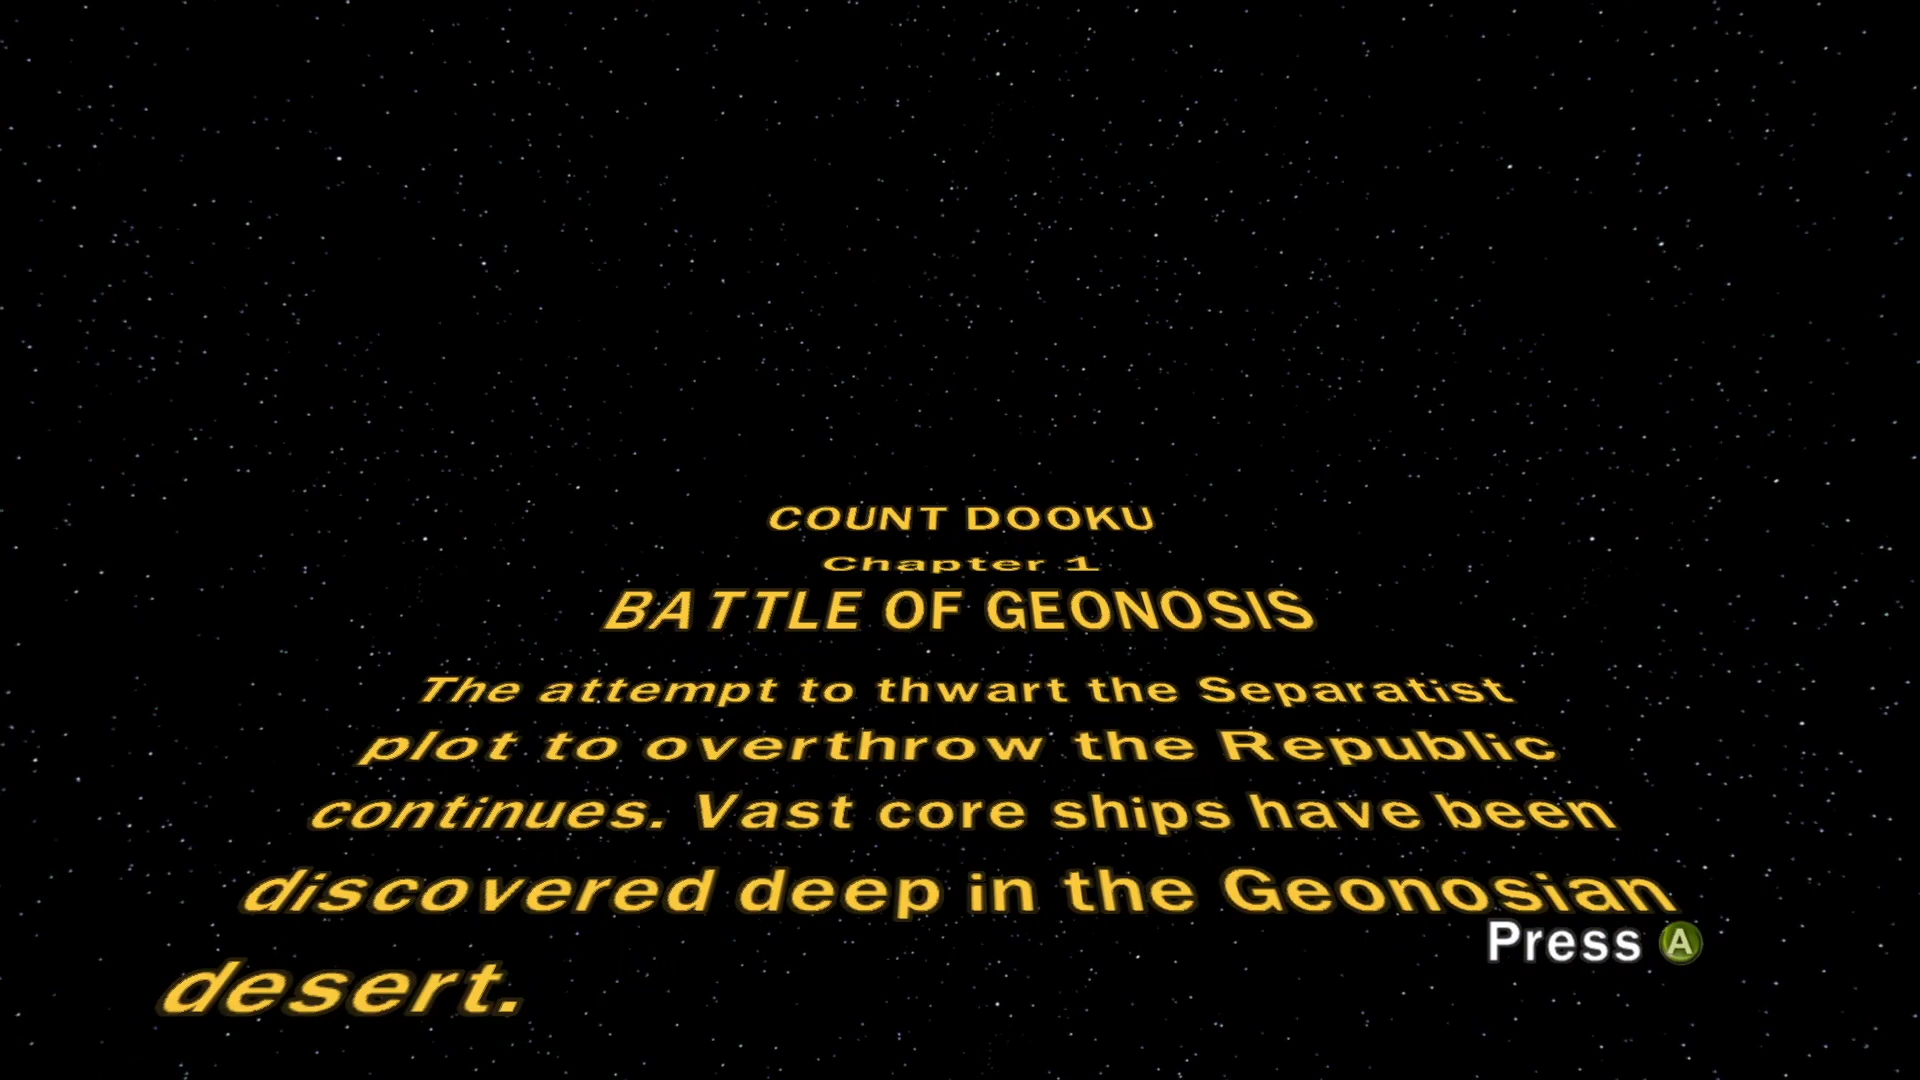 COUNT DOOKU
Chapter 1
BATTLE OF GEONOSIS
The attempt to thwart the Separatist
plot to overthrow the Republic
continues. Vast core ships have been
discovered deep in the Geonosian
Press A
desert.